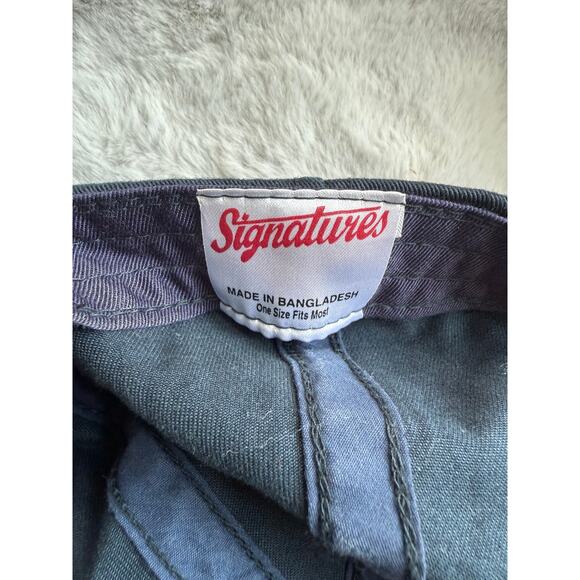 Signatures
MADE IN BANGLADESH
One Size Fits Most